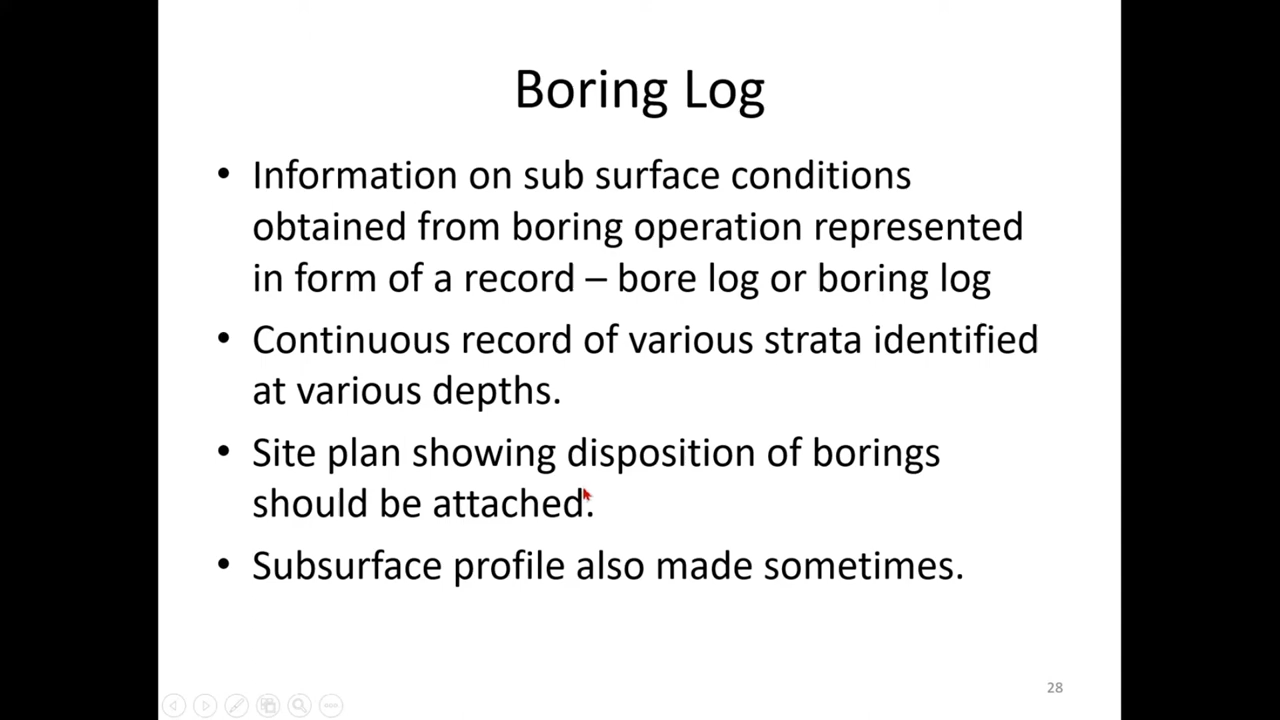 Boring Log
• Information on sub surface conditions
obtained from boring operation represented
in form of a record – bore log or boring log
• Continuous record of various strata identified
at various depths.
• Site plan showing disposition of borings
should be attached.
• Subsurface profile also made sometimes.
28